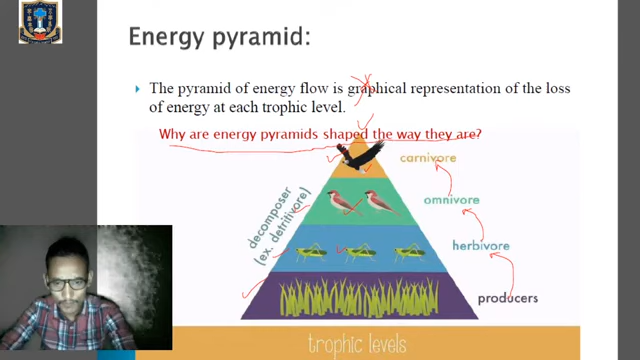 Energy pyramid:
The pyramid of energy flow is graphical representation of the loss
of energy at each trophic level.
Why are energy pyramids shaped the way they are?
carnivore
omnivore
decomposer
(ex. detritivore)
herbivore
producers
trophic levels